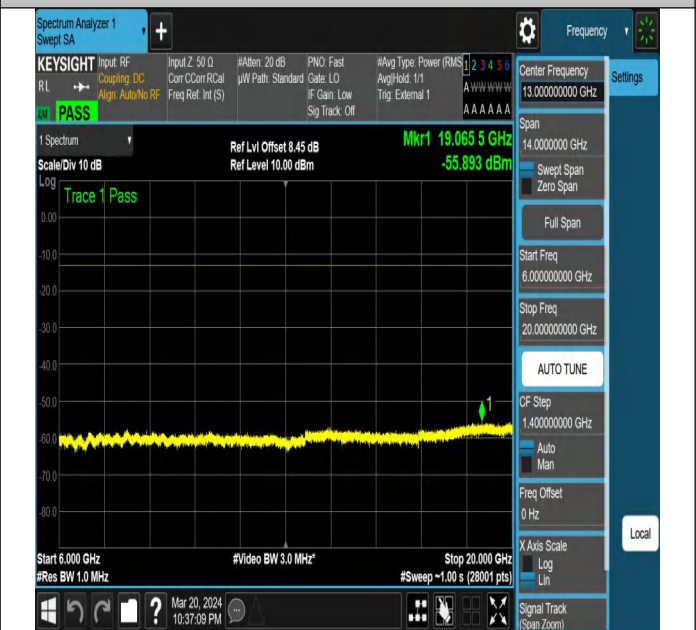 Spectrum Analyzer 1
Swept SA
+
Frequency
KEYSIGHT
RL
PASS
Input: RF
Coupling: DC
Align: Auto/No RF
Input Z: 50 Ω
Corr CCorr RCal
Freq Ref: Int (S)
#Atten: 20 dB
µW Path: Standard
PNO: Fast
Gate: LO
IF Gain: Low
Sig Track: Off
#Avg Type: Power (RMS
Avg|Hold: 1/1
Trig: External 1
1 2 3 4 5 6
A W W W W W
A A A A A A
Center Frequency
13.000000000 GHz
Settings
1 Spectrum
Scale/Div 10 dB
Ref Lvl Offset 8.45 dB
Ref Level 10.00 dBm
Mkr1 19.065 5 GHz
-55.893 dBm
Span
14.0000000 GHz
Swept Span
Zero Span
Full Span
Start Freq
6.000000000 GHz
Stop Freq
20.000000000 GHz
AUTO TUNE
CF Step
1.400000000 GHz
Auto
Man
Freq Offset
0 Hz
X Axis Scale
Log
Lin
Signal Track
(Span Zoom)
Local
Log
Trace 1 Pass
0.00
-10.0
-20.0
-30.0
-40.0
-50.0
-60.0
-70.0
-80.0
1
Start 6.000 GHz
#Video BW 3.0 MHz*
Stop 20.000 GHz
#Res BW 1.0 MHz
#Sweep ~1.00 s (28001 pts)
?
Mar 20, 2024
10:37:09 PM